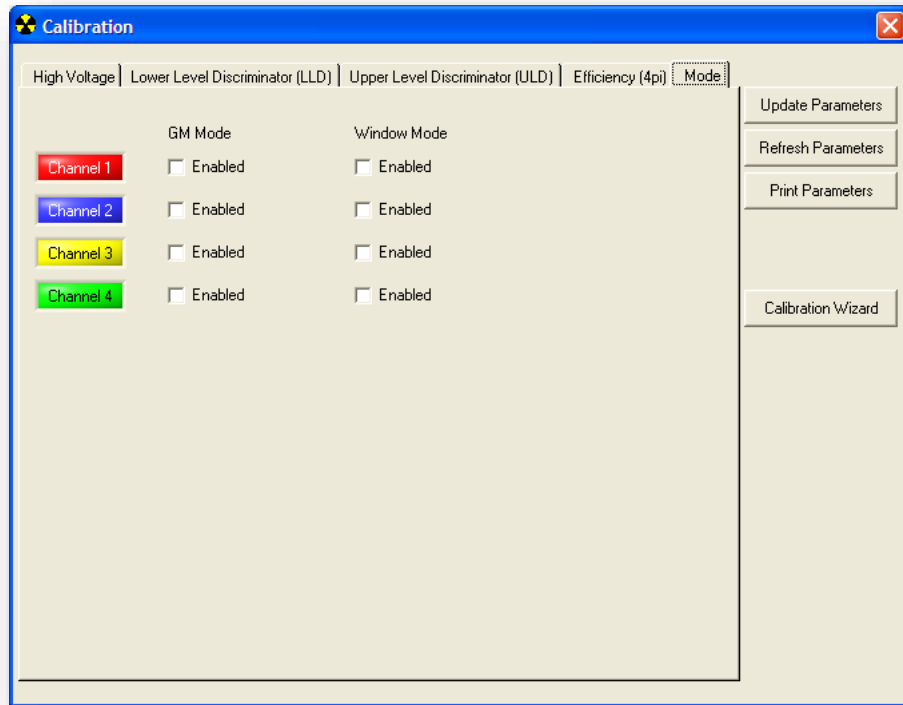 Calibration
High Voltage
Lower Level Discriminator (LLD)
Upper Level Discriminator (ULD)
Efficiency (4pi)
Mode
GM Mode
Window Mode
Channel 1
Enabled
Enabled
Channel 2
Enabled
Enabled
Channel 3
Enabled
Enabled
Channel 4
Enabled
Enabled
Update Parameters
Refresh Parameters
Print Parameters
Calibration Wizard